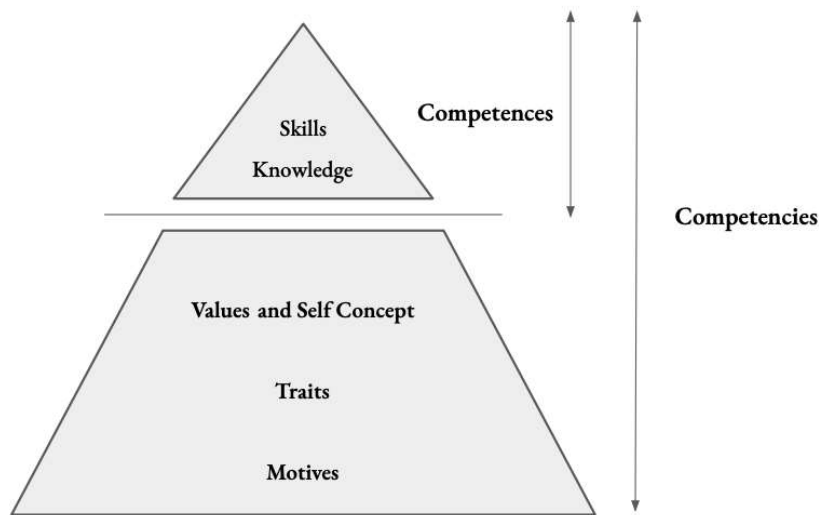 Skills
Knowledge
Competences
Competencies
Values and Self Concept
Traits
Motives